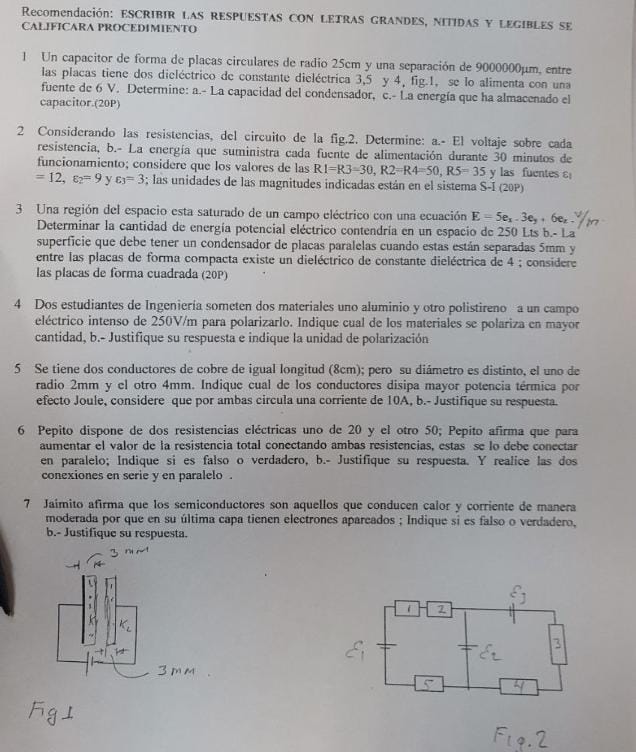 Recomendación: ESCRIBIR LAS RESPUESTAS CON LETRAS GRANDES, NITIDAS Y LEGIBLES SE
CALIFICARA PROCEDIMIENTO
1 Un capacitor de forma de placas circulares de radio 25cm y una separación de 9000000μm, entre
las placas tiene dos dieléctrico de constante dieléctrica 3,5 y 4, fig.1, se lo alimenta con una
fuente de 6 V. Determine: a.- La capacidad del condensador, c.- La energía que ha almacenado el
capacitor.(20P)
2 Considerando las resistencias, del circuito de la fig.2. Determine: a.- El voltaje sobre cada
resistencia, b.- La energía que suministra cada fuente de alimentación durante 30 minutos de
funcionamiento; considere que los valores de las R1=R3=30, R2=R4=50, R5= 35 y las fuentes ε₁
= 12, ε₂= 9 y ε₃= 3; las unidades de las magnitudes indicadas están en el sistema S-I (20P)
3 Una región del espacio esta saturado de un campo eléctrico con una ecuación E = 5eₓ - 3eᵧ + 6e_z . V/m
Determinar la cantidad de energía potencial eléctrico contendría en un espacio de 250 Lts b.- La
superficie que debe tener un condensador de placas paralelas cuando estas están separadas 5mm y
entre las placas de forma compacta existe un dieléctrico de constante dieléctrica de 4 ; considere
las placas de forma cuadrada (20P)
4 Dos estudiantes de Ingeniería someten dos materiales uno aluminio y otro polistireno a un campo
eléctrico intenso de 250V/m para polarizarlo. Indique cual de los materiales se polariza en mayor
cantidad, b.- Justifique su respuesta e indique la unidad de polarización
5 Se tiene dos conductores de cobre de igual longitud (8cm); pero su diámetro es distinto, el uno de
radio 2mm y el otro 4mm. Indique cual de los conductores disipa mayor potencia térmica por
efecto Joule, considere que por ambas circula una corriente de 10A, b.- Justifique su respuesta.
6 Pepito dispone de dos resistencias eléctricas uno de 20 y el otro 50; Pepito afirma que para
aumentar el valor de la resistencia total conectando ambas resistencias, estas se lo debe conectar
en paralelo; Indique si es falso o verdadero, b.- Justifique su respuesta. Y realice las dos
conexiones en serie y en paralelo .
7 Jaimito afirma que los semiconductores son aquellos que conducen calor y corriente de manera
moderada por que en su última capa tienen electrones apareados ; Indique si es falso o verdadero,
b.- Justifique su respuesta.
3 mm
K₂
3 mm
Fig 1
ε₃
1 2
ε₁
ε₂
3
5
4
Fig.2